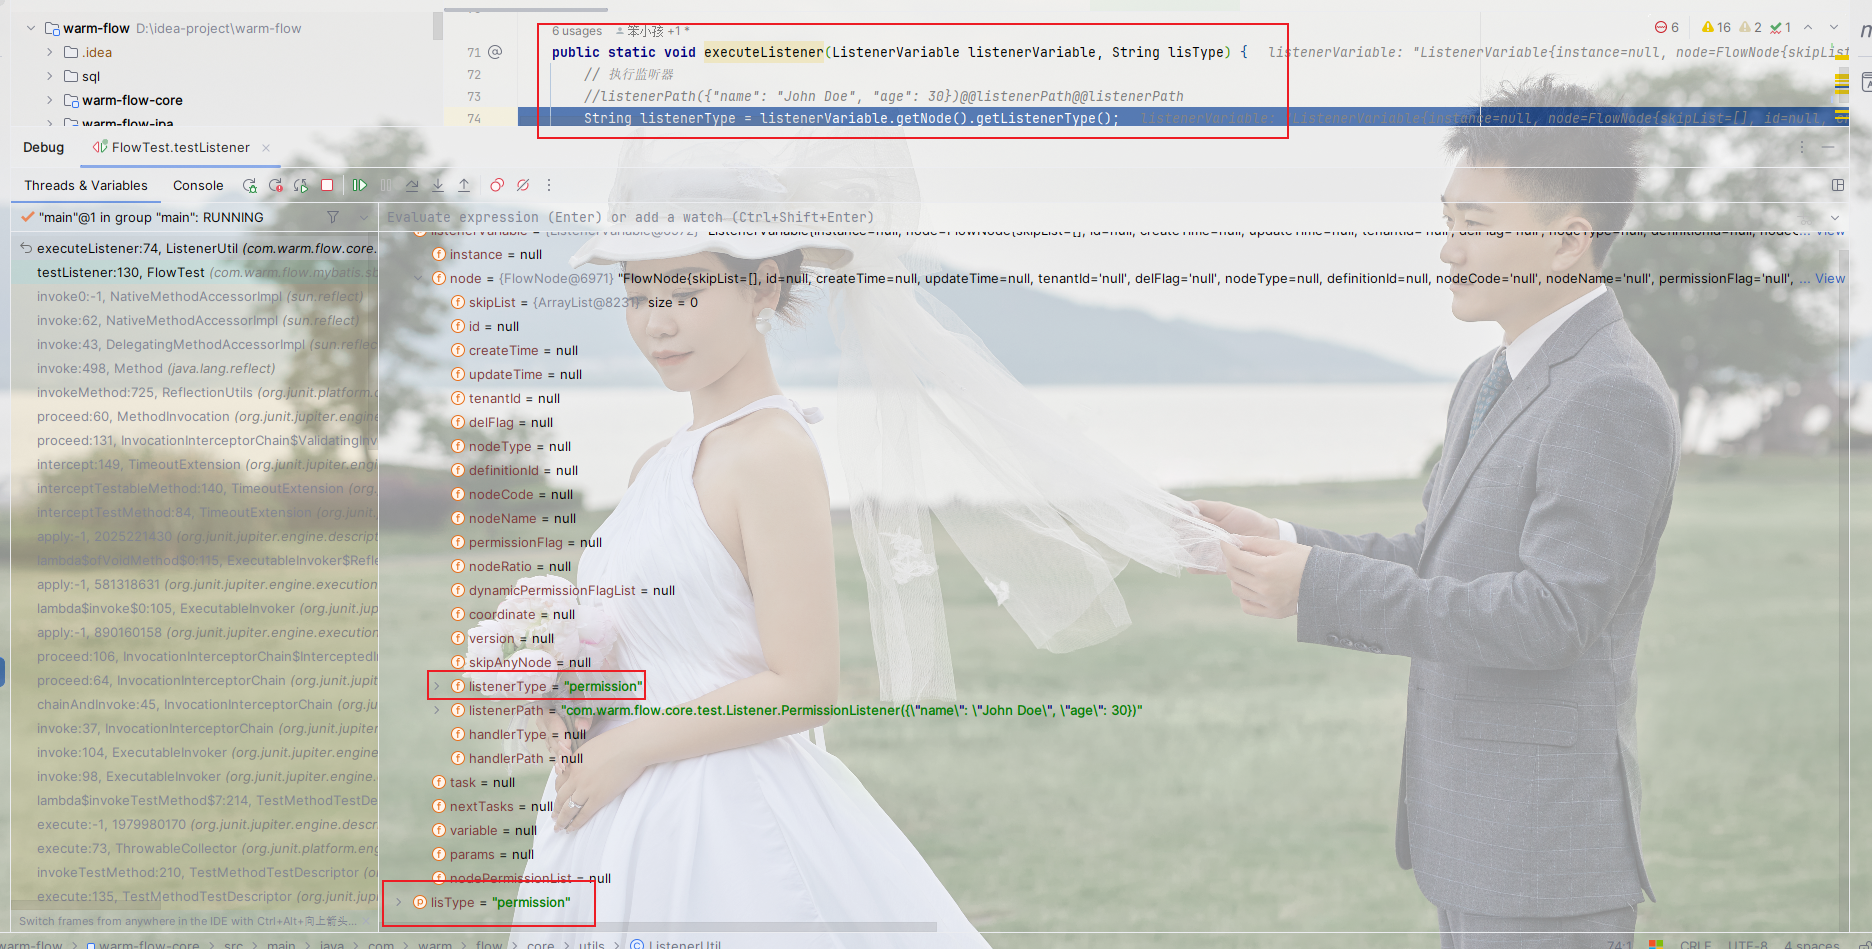 warm-flow D:\idea-project\warm-flow
.idea
sql
warm-flow-core
warm-flow-ipa
6 usages 笨小孩 +1 *
71 @ public static void executeListener(ListenerVariable listenerVariable, String lisType) { listenerVariable: "ListenerVariable{instance=null, node=FlowNode{skipList
72 // 执行监听器
73 //listenerPath({"name": "John Doe", "age": 30})@@listenerPath@@listenerPath
74 String listenerType = listenerVariable.getNode().getListenerType(); listenerVariable: "ListenerVariable{instance=null, node=FlowNode{skipList=[], id=null,
6 16 2 1
Debug FlowTest.testListener
Threads & Variables Console
"main"@1 in group "main": RUNNING
Evaluate expression (Enter) or add a watch (Ctrl+Shift+Enter)
executeListener:74, ListenerUtil (com.warm.flow.core.
testListener:130, FlowTest (com.warm.flow.mybatis.sb
invoke0:-1, NativeMethodAccessorImpl (sun.reflect)
invoke:62, NativeMethodAccessorImpl (sun.reflect)
invoke:43, DelegatingMethodAccessorImpl (sun.reflect
invoke:498, Method (java.lang.reflect)
invokeMethod:725, ReflectionUtils (org.junit.platform.c
proceed:60, MethodInvocation (org.junit.jupiter.engine
proceed:131, InvocationInterceptorChain$ValidatingInv
intercept:149, TimeoutExtension (org.junit.jupiter.engi
interceptTestableMethod:140, TimeoutExtension (org.
interceptTestMethod:84, TimeoutExtension (org.junit.j
apply:-1, 2025221430 (org.junit.jupiter.engine.descript
lambda$ofVoidMethod$0:115, ExecutableInvoker$Refle
apply:-1, 581318631 (org.junit.jupiter.engine.execution
lambda$invoke$0:105, ExecutableInvoker (org.junit.jup
apply:-1, 890160158 (org.junit.jupiter.engine.execution
proceed:106, InvocationInterceptorChain$InterceptedIn
proceed:64, InvocationInterceptorChain (org.junit.jupit
chainAndInvoke:45, InvocationInterceptorChain (org.jun
invoke:37, InvocationInterceptorChain (org.junit.jupiter
invoke:104, ExecutableInvoker (org.junit.jupiter.engine.
invoke:98, ExecutableInvoker (org.junit.jupiter.engine.e
lambda$invokeTestMethod$7:214, TestMethodTestDe
execute:-1, 1979980170 (org.junit.jupiter.engine.descr
execute:73, ThrowableCollector (org.junit.platform.eng
invokeTestMethod:210, TestMethodTestDescriptor (or
execute:135, TestMethodTestDescriptor (org.junit.jupit
Switch frames from anywhere in the IDE with Ctrl+Alt+向上箭头...
instance = null
node = {FlowNode@6971} "FlowNode{skipList=[], id=null, createTime=null, updateTime=null, tenantId='null', delFlag='null', nodeType=null, definitionId=null, nodeCode='null', nodeName='null', permissionFlag='null', ... View
skipList = {ArrayList@8231} size = 0
id = null
createTime = null
updateTime = null
tenantId = null
delFlag = null
nodeType = null
definitionId = null
nodeCode = null
nodeName = null
permissionFlag = null
nodeRatio = null
dynamicPermissionFlagList = null
coordinate = null
version = null
skipAnyNode = null
listenerType = "permission"
listenerPath = "com.warm.flow.core.test.Listener.PermissionListener({\"name\": \"John Doe\", \"age\": 30})"
handlerType = null
handlerPath = null
task = null
nextTasks = null
variable = null
params = null
nodePermissionList = null
lisType = "permission"
warm-flow > warm-flow-core > src > main > java > com > warm > flow > core > utils > ListenerUtil
74:1 CRLF UTF-8 4 spaces